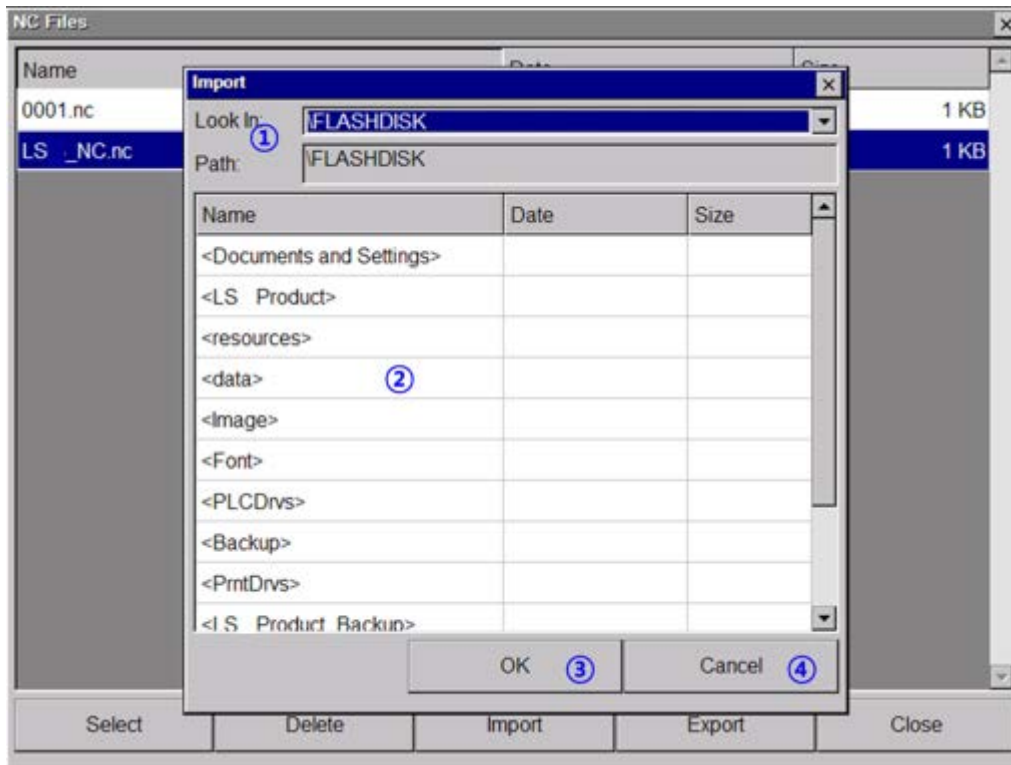 NC Files
Name
0001.nc 1 KB
LS _NC.nc 1 KB
Import
Look In: \FLASHDISK
①
Path: \FLASHDISK
Name Date Size
<Documents and Settings>
<LS Product>
<resources>
<data> ②
<Image>
<Font>
<PLCDrvs>
<Backup>
<PrntDrvs>
<LS Product Backup>
OK ③ Cancel ④
Select Delete Import Export Close